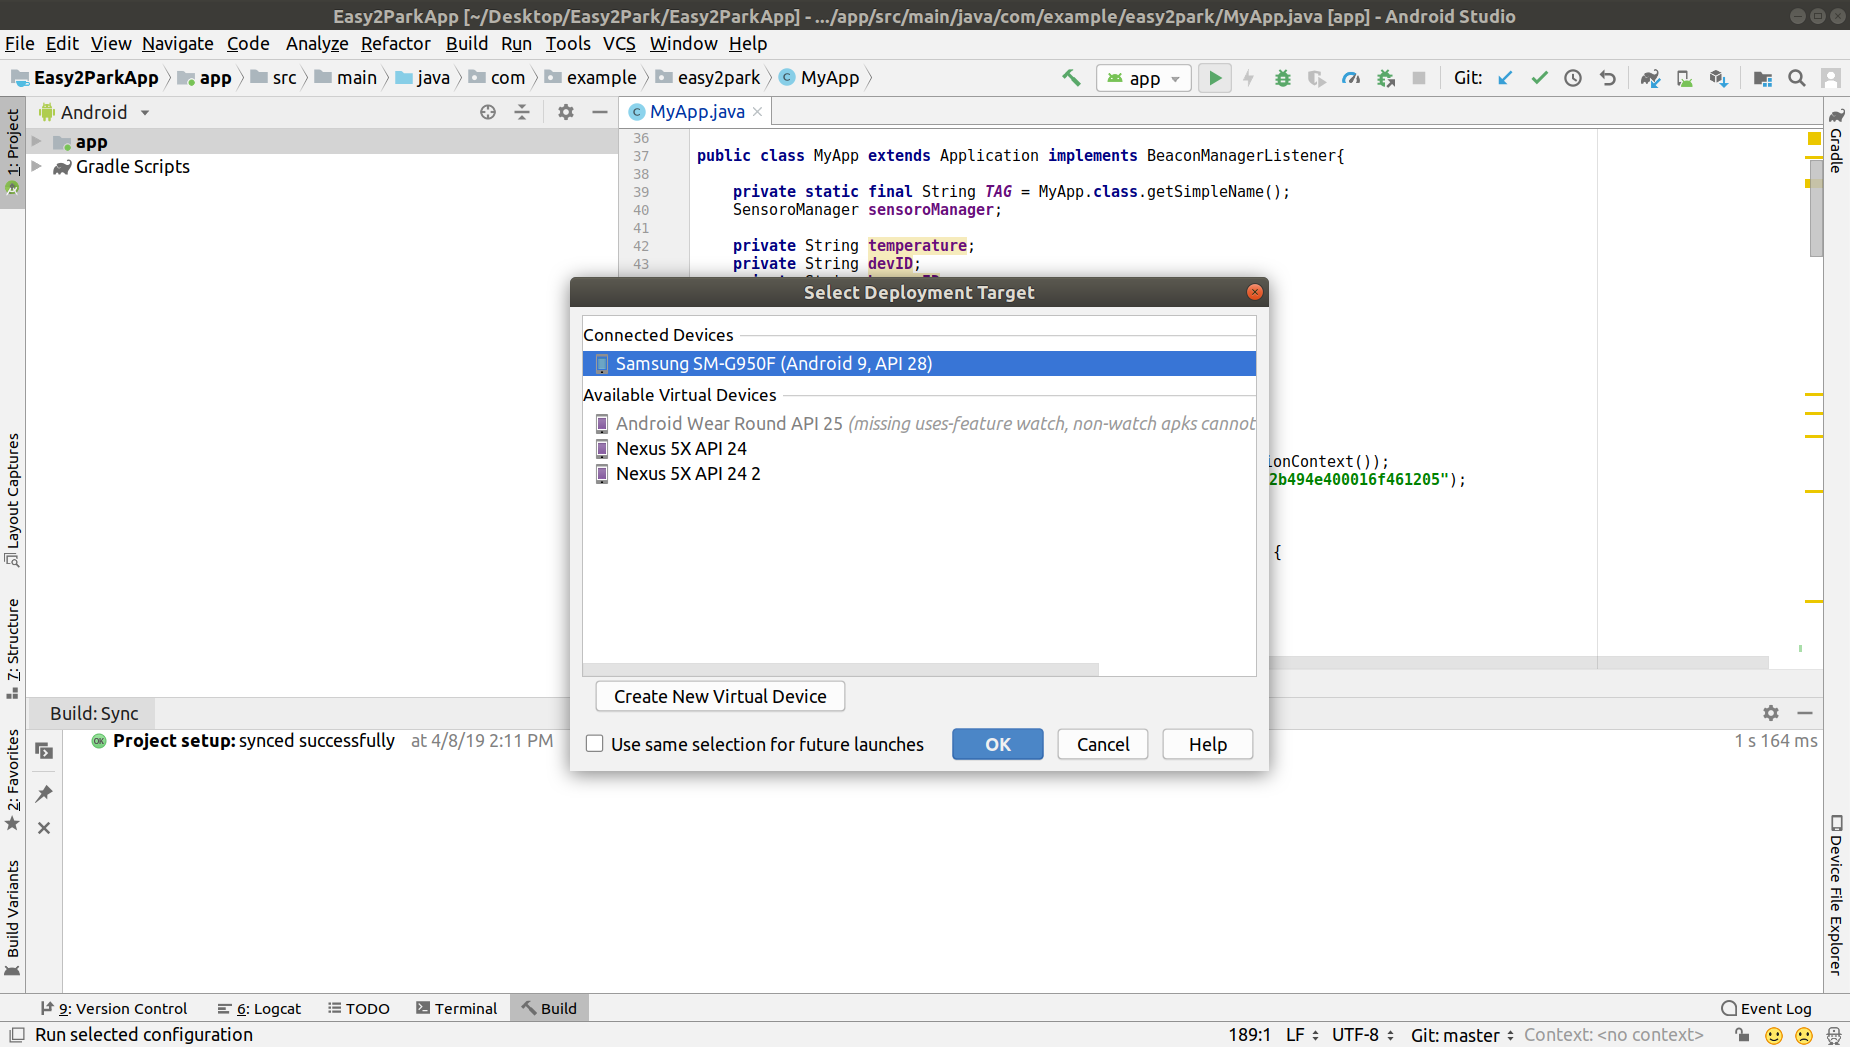 Easy2ParkApp [~/Desktop/Easy2Park/Easy2ParkApp] - .../app/src/main/java/com/example/easy2park/MyApp.java [app] - Android Studio
File Edit View Navigate Code Analyze Refactor Build Run Tools VCS Window Help
Easy2ParkApp app src main java com example easy2park MyApp app Git:
1: Project
Layout Captures
7: Structure
2: Favorites
Build Variants
Android
app
Gradle Scripts
MyApp.java
36
37 public class MyApp extends Application implements BeaconManagerListener{
38
39 private static final String TAG = MyApp.class.getSimpleName();
40 SensoroManager sensoroManager;
41
42 private String temperature;
43 private String devID;
ionContext());
2b494e400016f461205");
{
Select Deployment Target
Connected Devices
Samsung SM-G950F (Android 9, API 28)
Available Virtual Devices
Android Wear Round API 25 (missing uses-feature watch, non-watch apks cannot
Nexus 5X API 24
Nexus 5X API 24 2
Create New Virtual Device
Use same selection for future launches OK Cancel Help
Gradle
Device File Explorer
Build: Sync
OK Project setup: synced successfully at 4/8/19 2:11 PM 1 s 164 ms
9: Version Control 6: Logcat TODO Terminal Build Event Log
Run selected configuration 189:1 LF UTF-8 Git: master Context: <no context>